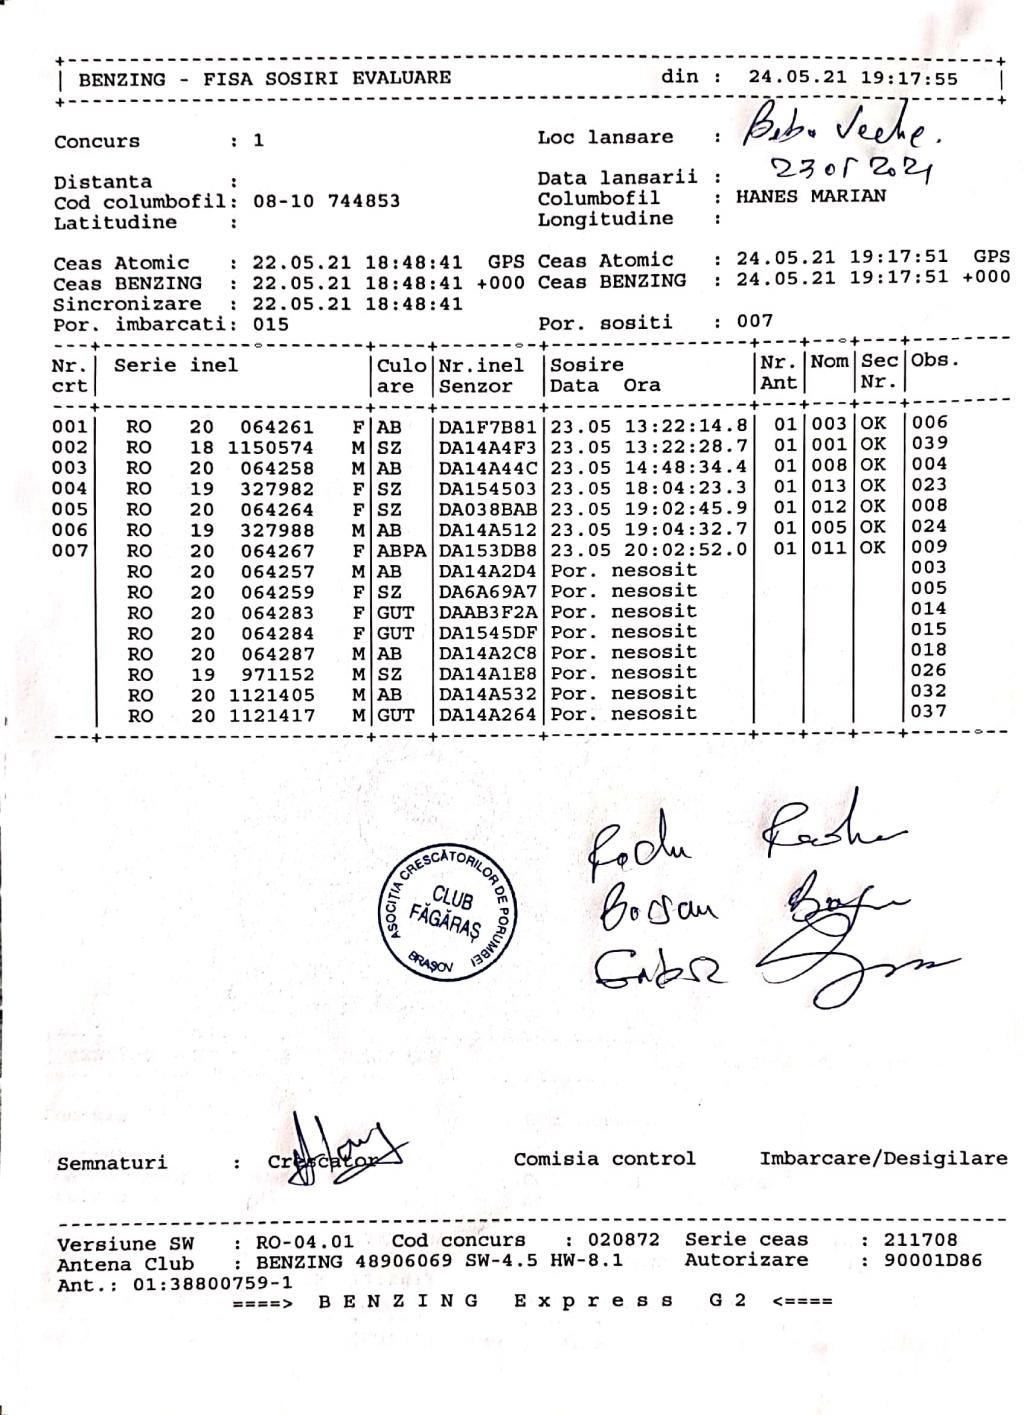 BENZING - FISA SOSIRI EVALUARE din : 24.05.21 19:17:55
Concurs : 1 Loc lansare : Beba Veche.
23 05 2021
Distanta : Data lansarii :
Cod columbofil: 08-10 744853 Columbofil : HANES MARIAN
Latitudine : Longitudine :
Ceas Atomic : 22.05.21 18:48:41 GPS Ceas Atomic : 24.05.21 19:17:51 GPS
Ceas BENZING : 22.05.21 18:48:41 +000 Ceas BENZING : 24.05.21 19:17:51 +000
Sincronizare : 22.05.21 18:48:41
Por. imbarcati: 015 Por. sositi : 007
Nr. Serie inel Culo Nr.inel Sosire Nr. Nom Sec Obs.
crt are Senzor Data Ora Ant Nr.
001 RO 20 064261 F AB DA1F7B81 23.05 13:22:14.8 01 003 OK 006
002 RO 18 1150574 M SZ DA14A4F3 23.05 13:22:28.7 01 001 OK 039
003 RO 20 064258 M AB DA14A44C 23.05 14:48:34.4 01 008 OK 004
004 RO 19 327982 F SZ DA154503 23.05 18:04:23.3 01 013 OK 023
005 RO 20 064264 F SZ DA038BAB 23.05 19:02:45.9 01 012 OK 008
006 RO 19 327988 M AB DA14A512 23.05 19:04:32.7 01 005 OK 024
007 RO 20 064267 F ABPA DA153DB8 23.05 20:02:52.0 01 011 OK 009
RO 20 064257 M AB DA14A2D4 Por. nesosit 003
RO 20 064259 F SZ DA6A69A7 Por. nesosit 005
RO 20 064283 F GUT DAAB3F2A Por. nesosit 014
RO 20 064284 F GUT DA1545DF Por. nesosit 015
RO 20 064287 M AB DA14A2C8 Por. nesosit 018
RO 19 971152 M SZ DA14A1E8 Por. nesosit 026
RO 20 1121405 M AB DA14A532 Por. nesosit 032
RO 20 1121417 M GUT DA14A264 Por. nesosit 037
Radu
ASOCIȚIA CRESCĂTORILOR DE PORUMBEI
CLUB
FĂGĂRAȘ
BRAȘOV
Semnaturi : Crescator Comisia control Imbarcare/Desigilare
Versiune SW : RO-04.01 Cod concurs : 020872 Serie ceas : 211708
Antena Club : BENZING 48906069 SW-4.5 HW-8.1 Autorizare : 90001D86
Ant.: 01:38800759-1
====> B E N Z I N G E x p r e s s G 2 <====